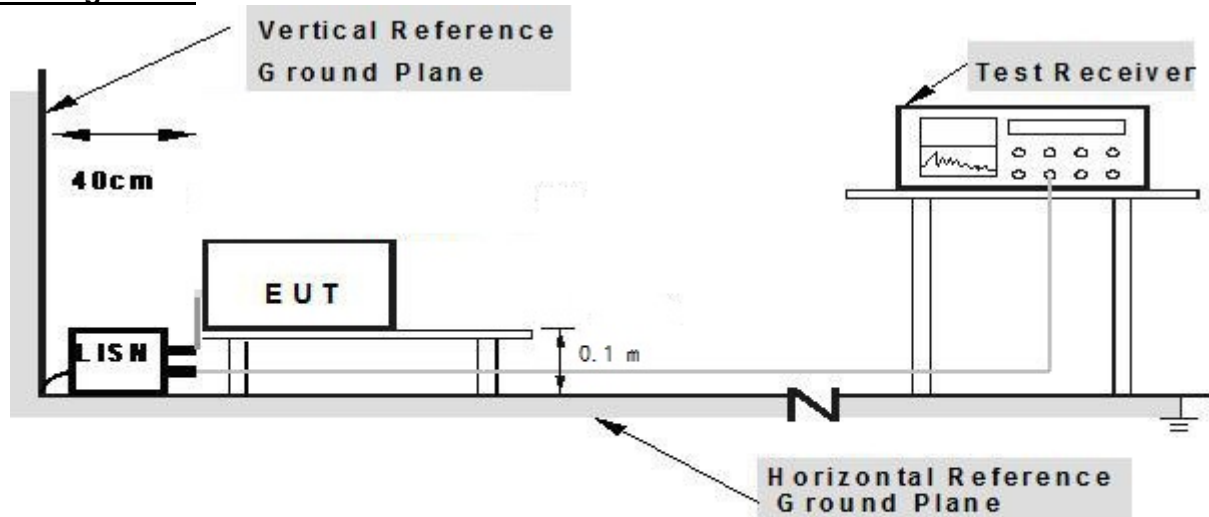 Vertical Reference
Ground Plane
Test Receiver
40cm
EUT
LISN
0.1 m
Horizontal Reference
Ground Plane